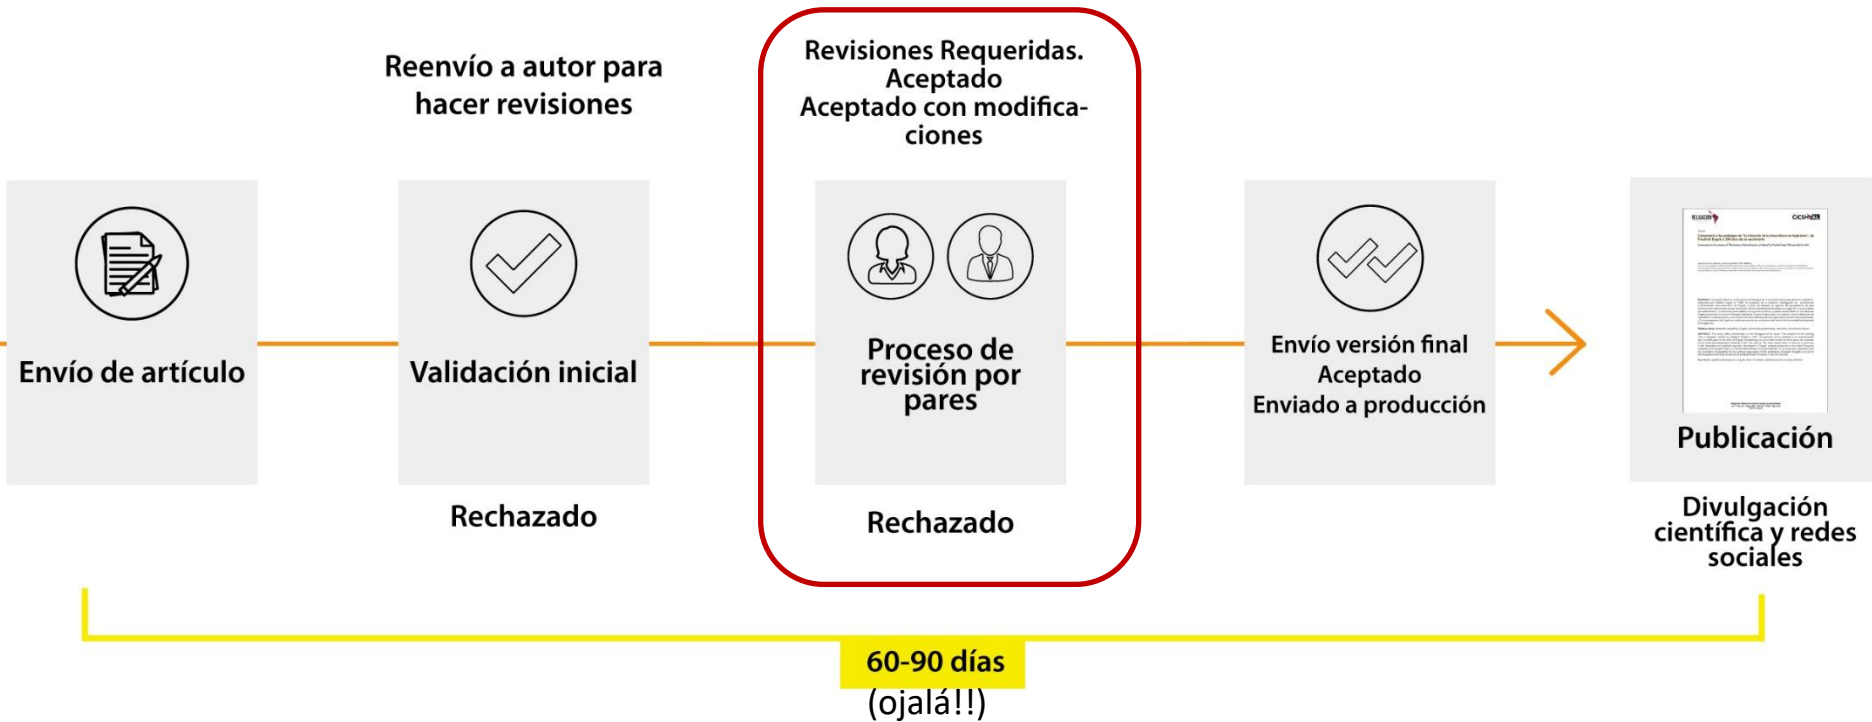 Reenvío a autor para
hacer revisiones
Revisiones Requeridas.
Aceptado
Aceptado con modifica-
ciones
Envío de artículo
Validación inicial
Proceso de
revisión por
pares
Envío versión final
Aceptado
Enviado a producción
RELIGACIÓN
CICSHAL
Publicación
Rechazado
Rechazado
Divulgación
científica y redes
sociales
60-90 días
(ojalá!!)